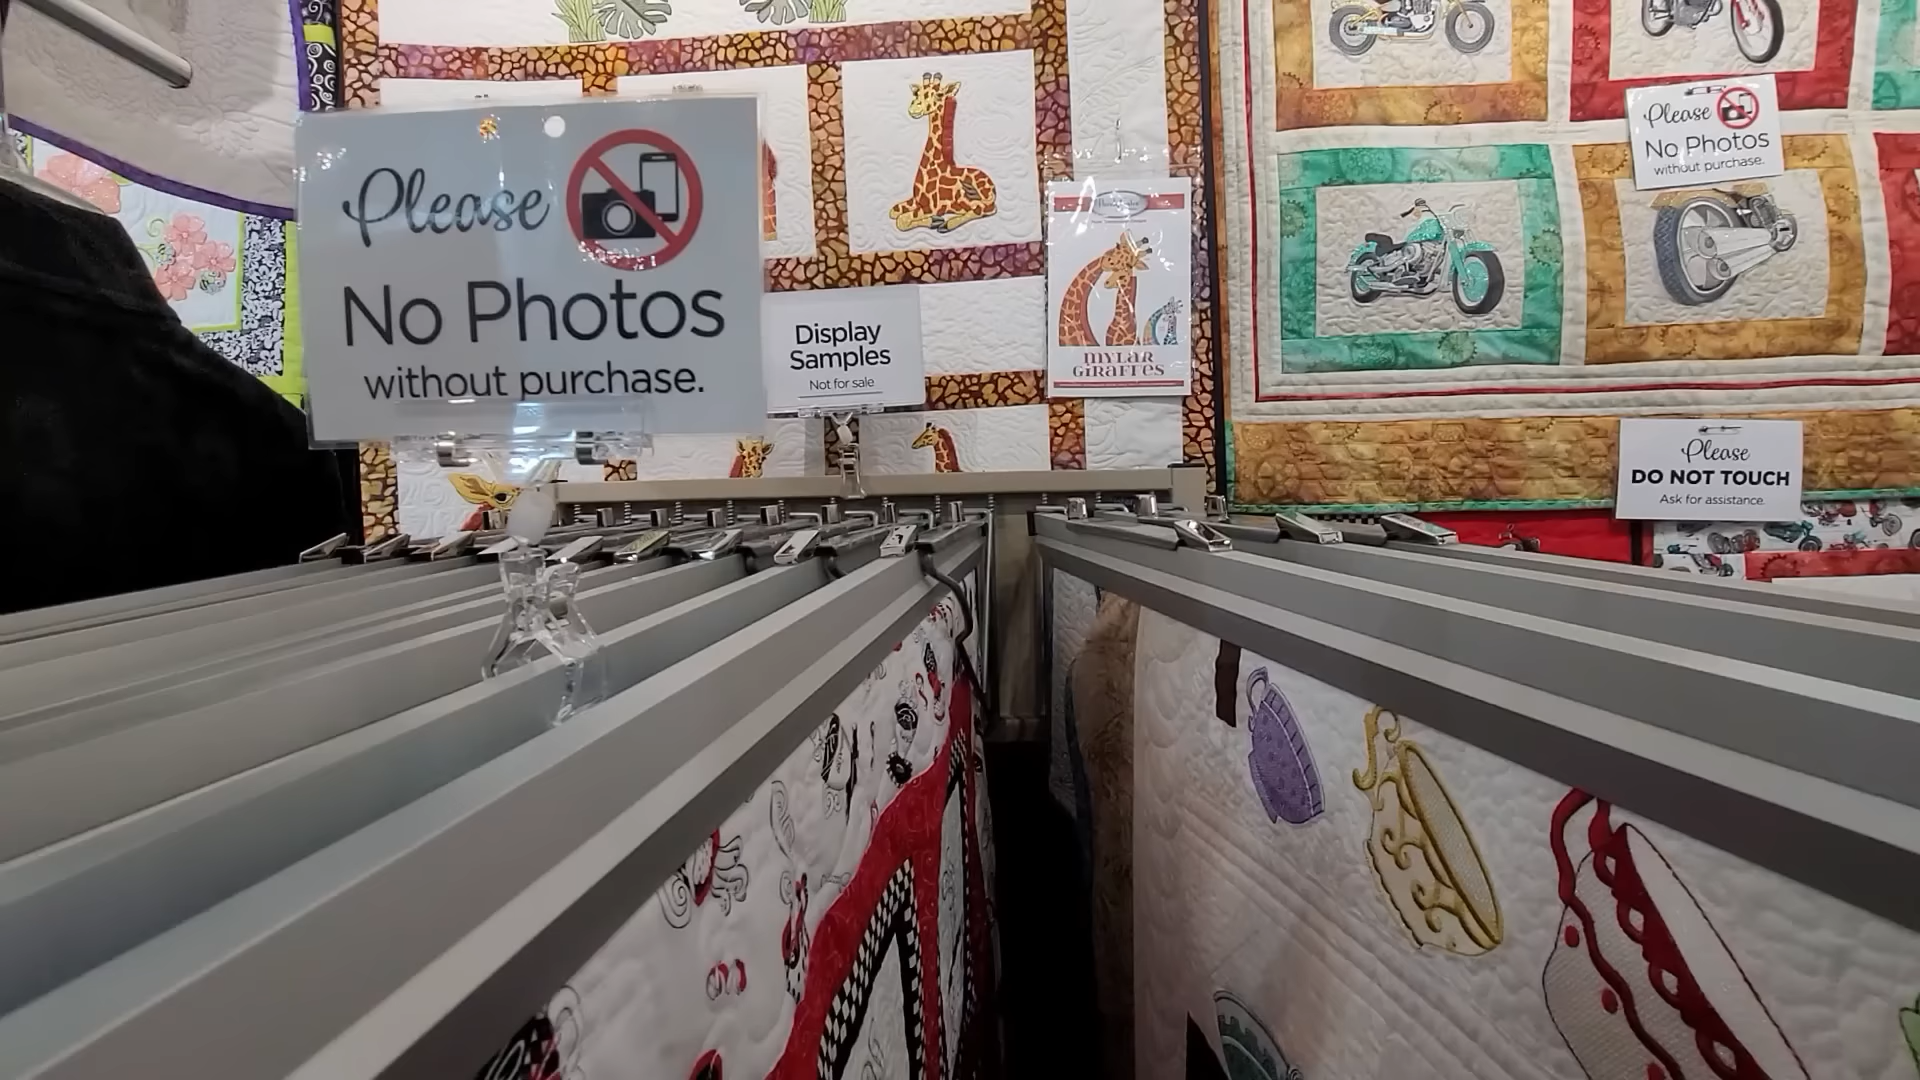 Please
No Photos
without purchase.
Display
Samples
Not for sale
MYLAR
GIRAFFES
Please
No Photos
without purchase.
Please
DO NOT TOUCH
Ask for assistance.